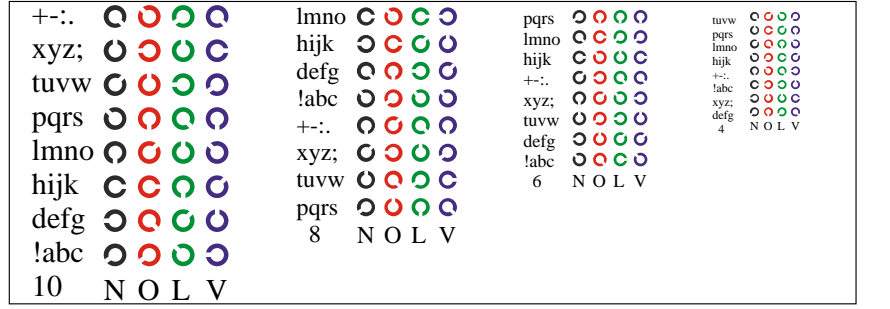 +-:.
xyz;
tuvw
pqrs
lmno
hijk
defg
!abc
10 N O L V
lmno
hijk
defg
!abc
+-:.
xyz;
tuvw
pqrs
8 N O L V
pqrs
lmno
hijk
+-:.
xyz;
tuvw
defg
!abc
6 N O L V
tuvw
pqrs
lmno
hijk
+-:.
!abc
xyz;
defg
4 N O L V